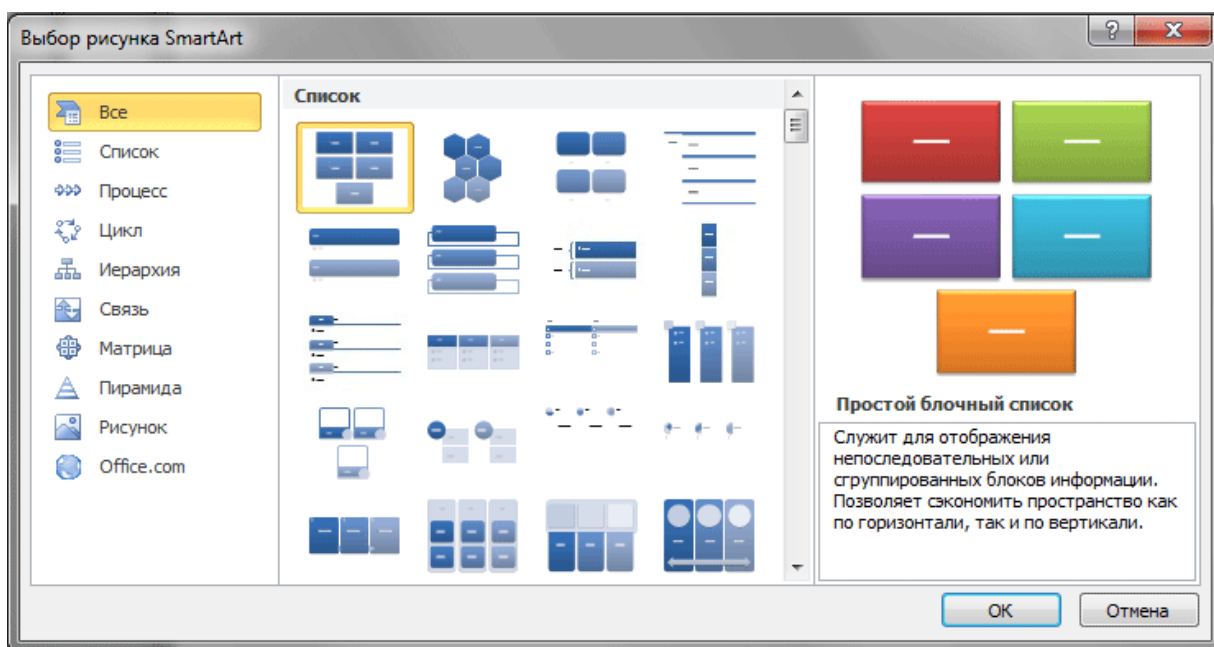 Выбор рисунка SmartArt
Все
Список
Процесс
Цикл
Иерархия
Связь
Матрица
Пирамида
Рисунок
Office.com
Список
Простой блочный список
Служит для отображения
непоследовательных или
сгруппированных блоков информации.
Позволяет сэкономить пространство как
по горизонтали, так и по вертикали.
ОК
Отмена